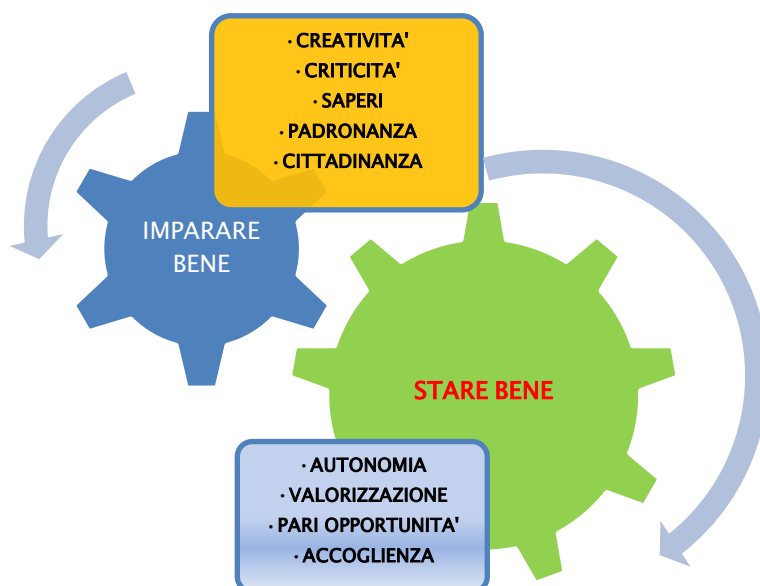 · CREATIVITA'
· CRITICITA'
· SAPERI
· PADRONANZA
· CITTADINANZA
IMPARARE
BENE
STARE BENE
· AUTONOMIA
· VALORIZZAZIONE
· PARI OPPORTUNITA'
· ACCOGLIENZA